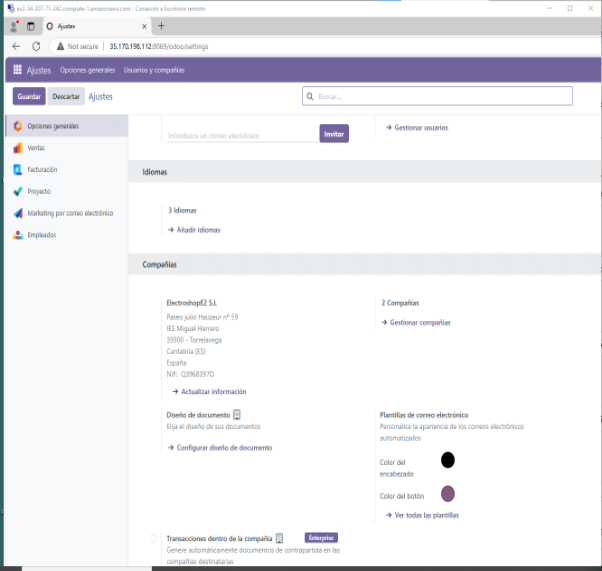 ec2-34-207-71-242.compute-1.amazonaws.com - Conexión a Escritorio remoto
Ajustes
Not secure | 35.170.198.112:8069/odoo/settings
Ajustes Opciones generales Usuarios y compañías
Guardar Descartar Ajustes Buscar...
Opciones generales
Ventas
Facturación
Proyecto
Marketing por correo electrónico
Empleados
Introduzca un correo electrónico Invitar
→ Gestionar usuarios
Idiomas
3 Idiomas
→ Añadir idiomas
Compañías
ElectroshopE2 S.L
Paseo julio Hauzeur nº 59
IES Miguel Herrero
39300 - Torrelavega
Cantabria (ES)
España
NIF: Q3968397D
→ Actualizar información
2 Compañías
→ Gestionar compañías
Diseño de documento
Elija el diseño de sus documentos
→ Configurar diseño de documento
Plantillas de correo electrónico
Personalice la apariencia de los correos electrónicos
automatizados
Color del
encabezado
Color del botón
→ Ver todas las plantillas
Transacciones dentro de la compañía Enterprise
Genere automáticamente documentos de contrapartida en las
compañías destinatarias